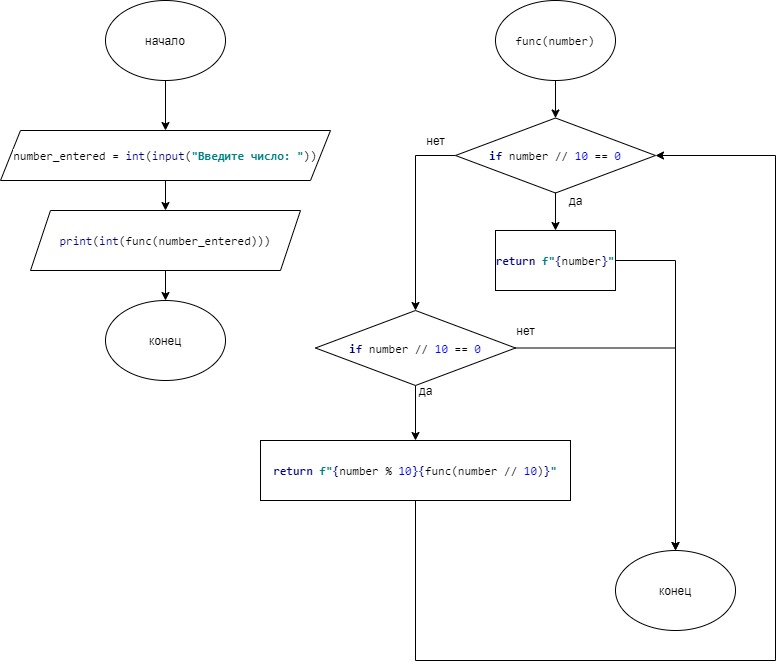 начало
number_entered = int(input("Введите число: "))
print(int(func(number_entered)))
конец
func(number)
if number // 10 == 0
нет
да
return f"{number}"
if number // 10 == 0
нет
да
return f"{number % 10}{func(number // 10)}"
конец